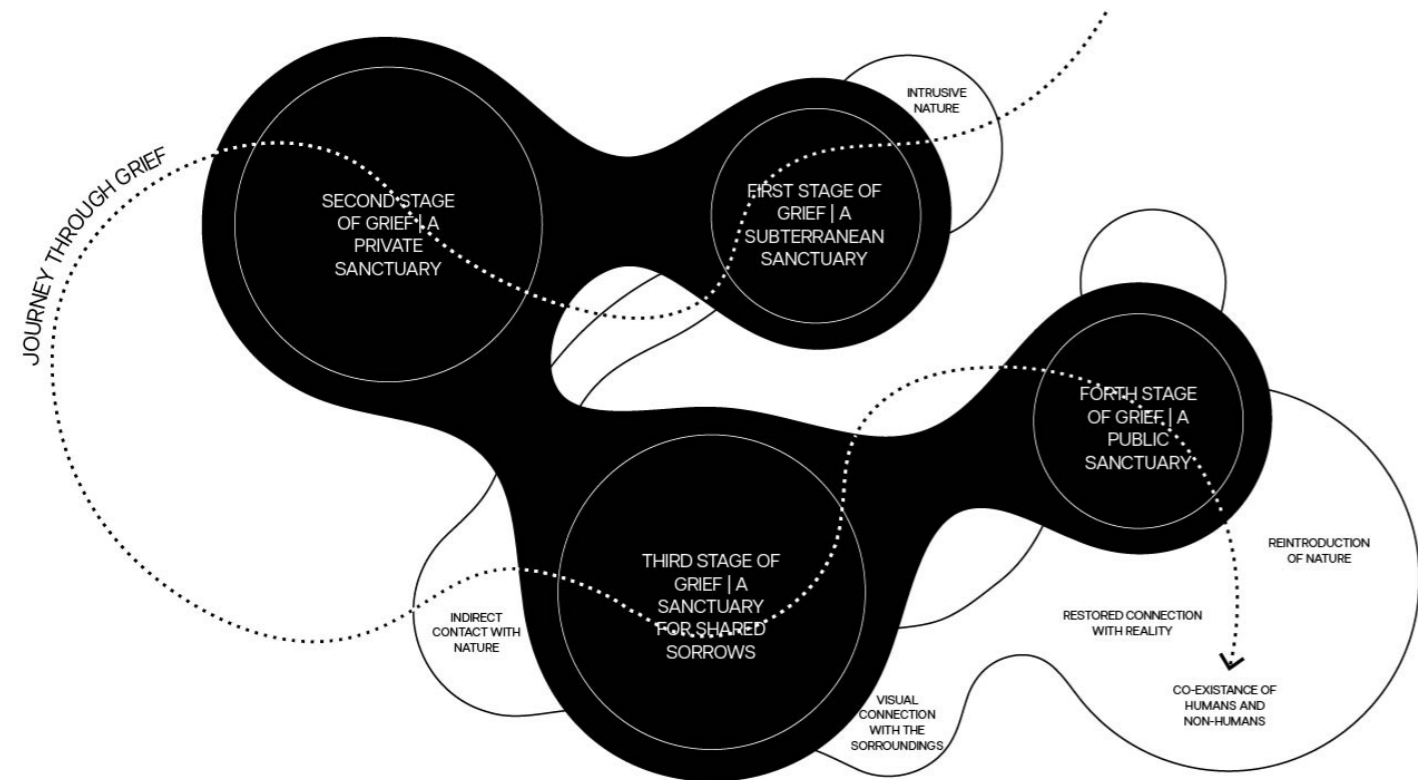 JOURNEY THROUGH GRIEF
INTRUSIVE
NATURE
FIRST STAGE OF
GRIEF | A
SUBTERRANEAN
SANCTUARY
SECOND STAGE
OF GRIEF | A
PRIVATE
SANCTUARY
THIRD STAGE OF
GRIEF | A
SANCTUARY
FOR SHARED
SORROWS
FORTH STAGE
OF GRIEF | A
PUBLIC
SANCTUARY
INDIRECT
CONTACT WITH
NATURE
VISUAL
CONNECTION
WITH THE
SORROUNDINGS
REINTRODUCTION
OF NATURE
RESTORED CONNECTION
WITH REALITY
CO-EXISTANCE OF
HUMANS AND
NON-HUMANS